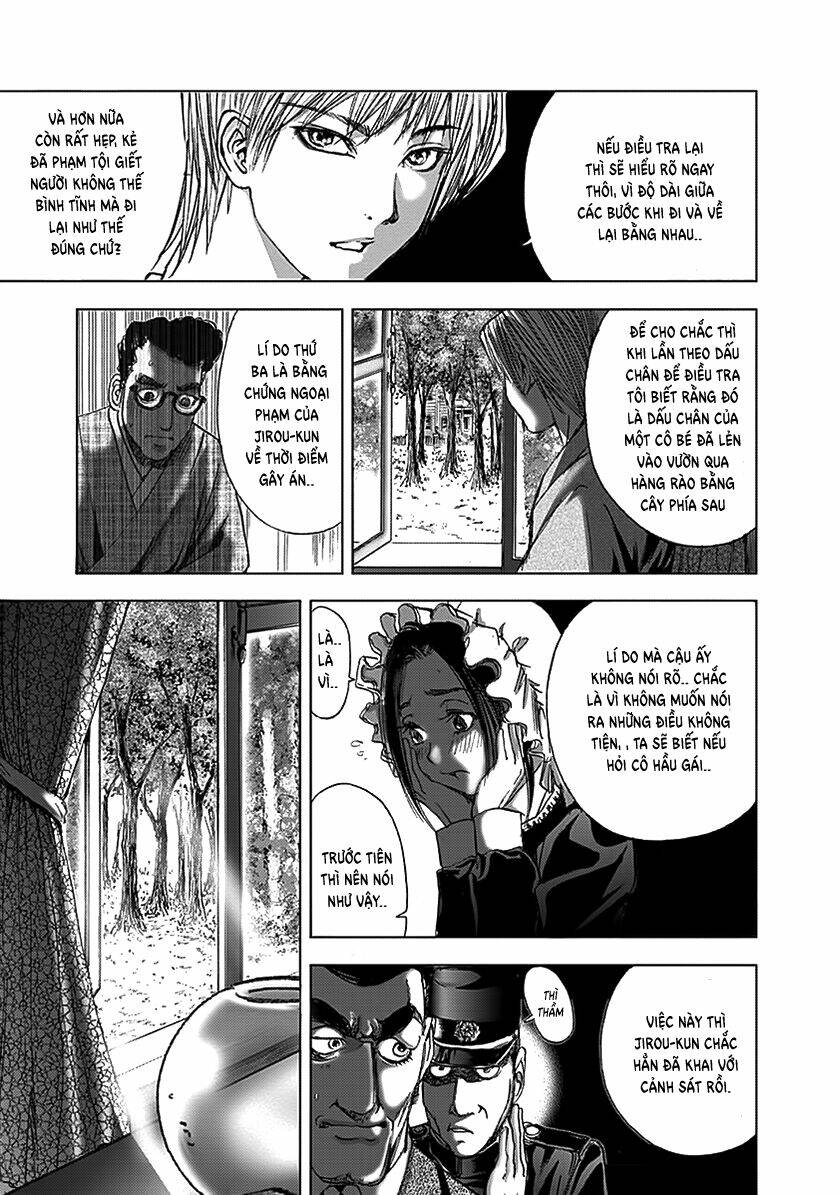 NẾU ĐIỀU TRA LẠI
THÌ SẼ HIỂU RÕ NGAY
THÔI, VÌ ĐỘ DÀI GIỮA
CÁC BƯỚC KHI ĐI VÀ VỀ
LẠI BẰNG NHAU..
VÀ HƠN NỮA
CÒN RẤT HẸP, KẺ
ĐÃ PHẠM TỘI GIẾT
NGƯỜI KHÔNG THỂ
BÌNH TĨNH MÀ ĐI
LẠI NHƯ THẾ
ĐÚNG CHỨ?
ĐỂ CHO CHẮC THÌ
KHI LẦN THEO DẤU
CHÂN ĐỂ ĐIỀU TRA
TÔI BIẾT RẰNG ĐÓ
LÀ DẤU CHÂN CỦA
MỘT CÔ BÉ ĐÃ LẺN
VÀO VƯỜN QUA
HÀNG RÀO BẰNG
CÂY PHÍA SAU
LÍ DO THỨ
BA LÀ BẰNG
CHỨNG NGOẠI
PHẠM CỦA
JIROU-KUN
VỀ THỜI ĐIỂM
GÂY ÁN..
LÍ DO MÀ CẬU ẤY
KHÔNG NÓI RÕ.. CHẮC
LÀ VÌ KHÔNG MUỐN NÓI
RA NHỮNG ĐIỀU KHÔNG
TIỆN, , TA SẼ BIẾT NẾU
HỎI CÔ HẦU GÁI..
LÀ..
LÀ
VÌ..
TRƯỚC TIÊN
THÌ NÊN NÓI
NHƯ VẬY..
VIỆC NÀY THÌ
JIROU-KUN CHẮC
HẲN ĐÃ KHAI VỚI
CẢNH SÁT RỒI.
THÌ
THẦM